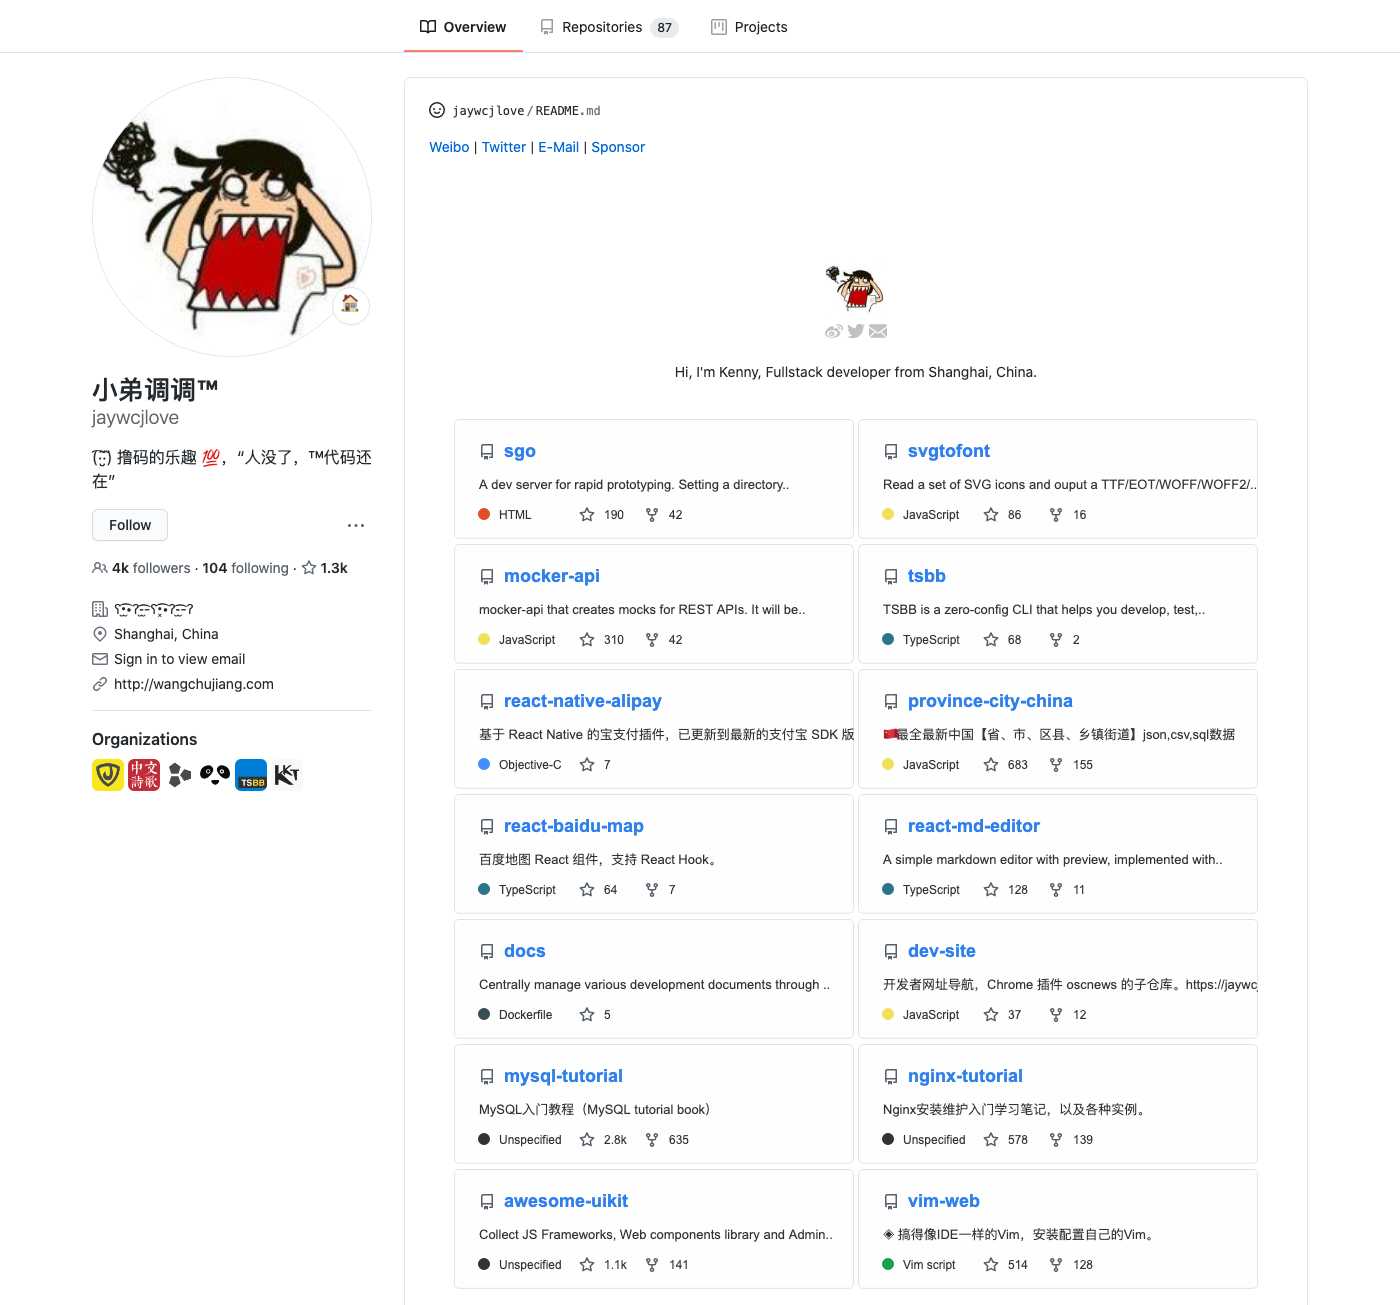 Overview Repositories 87 Projects
jaywcjlove/README.md
Weibo | Twitter | E-Mail | Sponsor
Hi, I'm Kenny, Fullstack developer from Shanghai, China.
小弟调调™
jaywcjlove
撸码的乐趣 💯，“人没了，™代码还
在”
Follow
4k followers · 104 following · 1.3k
Shanghai, China
Sign in to view email
http://wangchujiang.com
Organizations
中文
詩歌
TSBB
KKT
sgo
A dev server for rapid prototyping. Setting a directory..
HTML 190 42
svgtofont
Read a set of SVG icons and ouput a TTF/EOT/WOFF/WOFF2/..
JavaScript 86 16
mocker-api
mocker-api that creates mocks for REST APIs. It will be..
JavaScript 310 42
tsbb
TSBB is a zero-config CLI that helps you develop, test,..
TypeScript 68 2
react-native-alipay
基于 React Native 的宝支付插件，已更新到最新的支付宝 SDK 版
Objective-C 7
province-city-china
🇨🇳最全最新中国【省、市、区县、乡镇街道】json,csv,sql数据
JavaScript 683 155
react-baidu-map
百度地图 React 组件，支持 React Hook。
TypeScript 64 7
react-md-editor
A simple markdown editor with preview, implemented with..
TypeScript 128 11
docs
Centrally manage various development documents through ..
Dockerfile 5
dev-site
开发者网址导航，Chrome 插件 oscnews 的子仓库。https://jaywc
JavaScript 37 12
mysql-tutorial
MySQL入门教程（MySQL tutorial book）
Unspecified 2.8k 635
nginx-tutorial
Nginx安装维护入门学习笔记，以及各种实例。
Unspecified 578 139
awesome-uikit
Collect JS Frameworks, Web components library and Admin..
Unspecified 1.1k 141
vim-web
◈ 搞得像IDE一样的Vim，安装配置自己的Vim。
Vim script 514 128